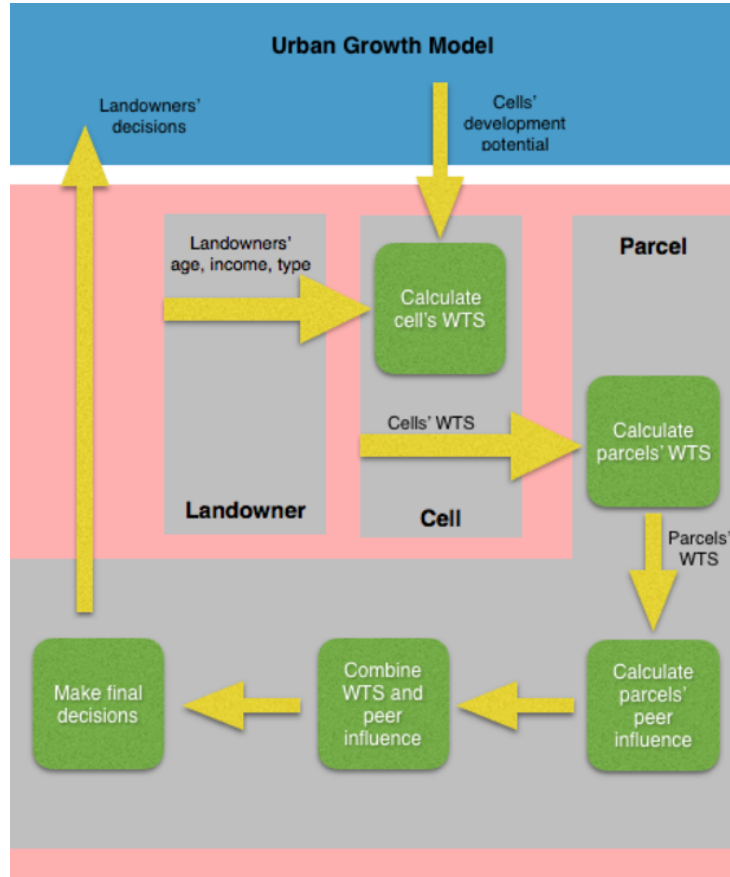 Urban Growth Model
Landowners'
decisions
Cells'
development
potential
Landowners'
age, income, type
Calculate
cell's WTS
Parcel
Cells' WTS
Calculate
parcels' WTS
Landowner
Cell
Parcels'
WTS
Make final
decisions
Combine
WTS and
peer
influence
Calculate
parcels'
peer
influence